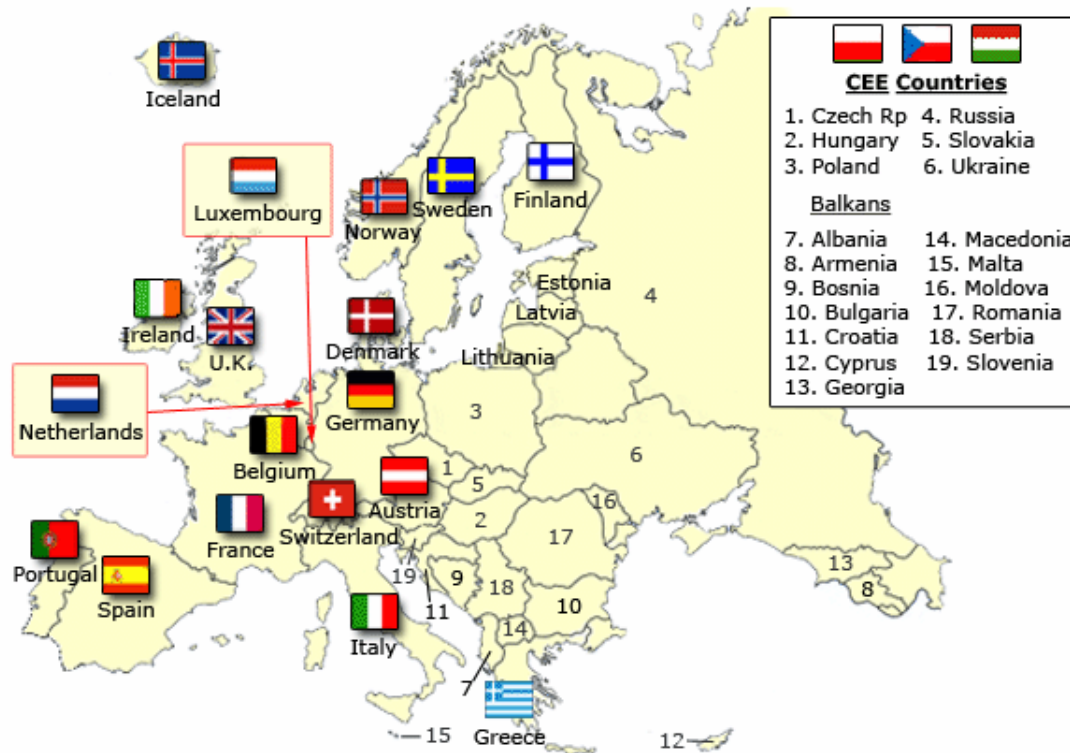 CEE Countries
1. Czech Rp 4. Russia
2. Hungary 5. Slovakia
3. Poland 6. Ukraine
Balkans
7. Albania 14. Macedonia
8. Armenia 15. Malta
9. Bosnia 16. Moldova
10. Bulgaria 17. Romania
11. Croatia 18. Serbia
12. Cyprus 19. Slovenia
13. Georgia
Iceland
Luxembourg
Norway
Sweden
Finland
Estonia
4
Latvia
Ireland
U.K.
Denmark
Lithuania
Netherlands
Germany
3
Belgium
1
6
5
Austria
16
2
France
Switzerland
17
Portugal
Spain
19
9
18
10
11
13
8
14
Italy
7
Greece
15
12